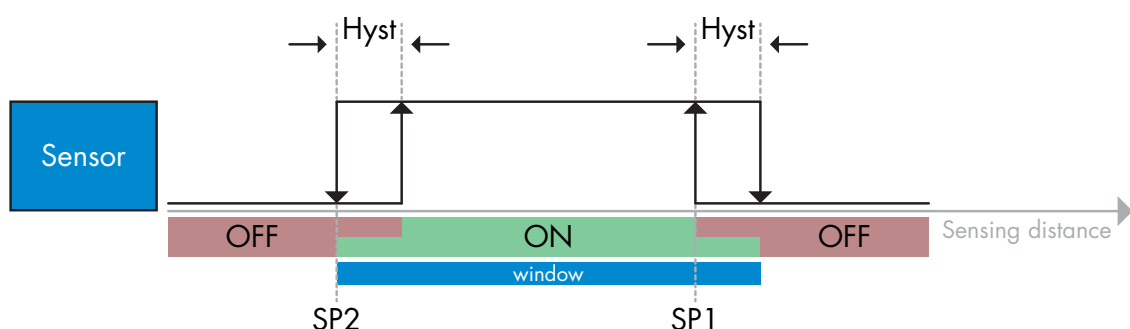 Hyst Hyst
Sensor
OFF ON OFF
Sensing distance
window
SP2 SP1